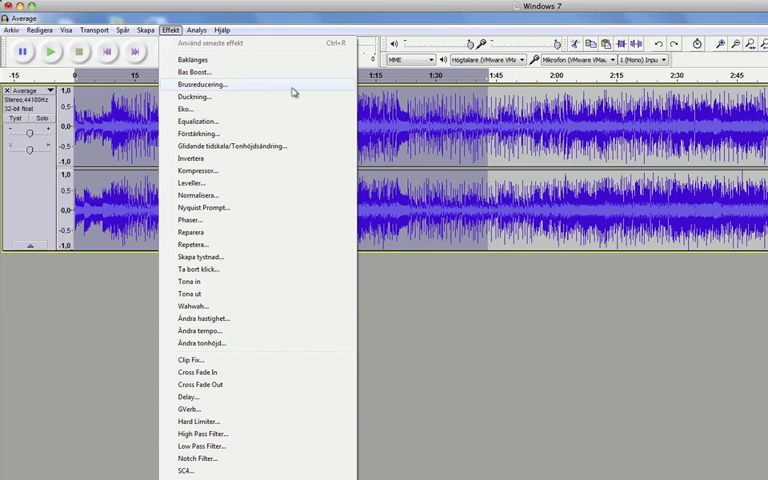 Windows 7
Average
Arkiv Redigera Visa Transport Spår Skapa Effekt Analys Hjälp
Använd senaste effekt Ctrl+R
Baklänges
Bas Boost...
Brusreducering...
Duckning...
Eko...
Equalization...
Förstärkning...
Glidande tidskala/Tonhöjdsändring...
Invertera
Kompressor...
Leveller...
Normalisera...
Nyquist Prompt...
Phaser...
Reparera
Repetera...
Skapa tystnad...
Ta bort klick...
Tona in
Tona ut
Wahwah...
Ändra hastighet...
Ändra tempo...
Ändra tonhöjd...
Clip Fix...
Cross Fade In
Cross Fade Out
Delay...
GVerb...
Hard Limiter...
High Pass Filter...
Low Pass Filter...
Notch Filter...
SC4...
0
MME Högtalare (VMware VMa Mikrofon (VMware VMa 1 (Mono) Inpu
-15 0 15 1:15 1:30 1:45 2:00 2:15 2:30 2:45
Average
Stereo, 44100Hz
32-bit float
Tyst Solo
- +
V H
1,0
0,5
0,0
-0,5
-1,0
1,0
0,5
0,0
-0,5
-1,0